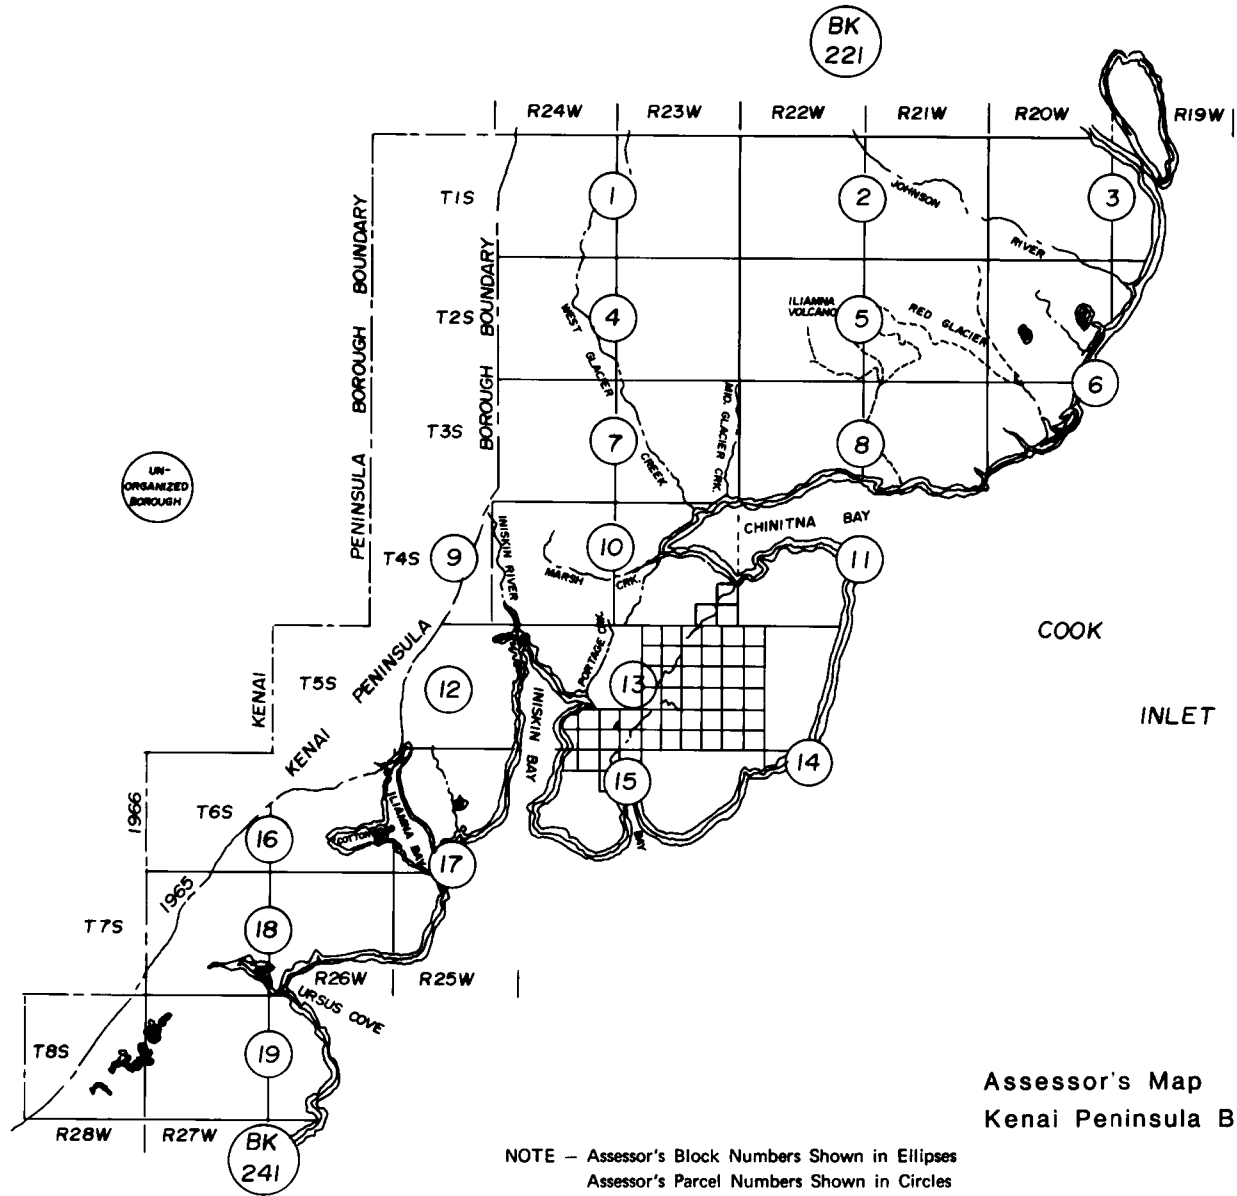 BK
221
R24W
R23W
R22W
R21W
R20W
R19W
T1S
1
2
3
JOHNSON
RIVER
KENAI PENINSULA BOROUGH BOUNDARY
KENAI PENINSULA BOROUGH BOUNDARY
T2S
4
ILIAMNA
VOLCANO
5
RED GLACIER
6
WEST GLACIER CREEK
MID. GLACIER CRK.
T3S
7
8
UN-
ORGANIZED
BOROUGH
T4S
9
INISKIN RIVER
10
CHINITNA BAY
11
MARSH CRK.
PORTAGE CRK.
COOK
INLET
T5S
12
13
INISKIN BAY
14
15
BAY
1966
T6S
16
COTTON
ILIAMNA BAY
17
1965
T7S
18
R26W
R25W
URSUS COVE
T8S
19
R28W
R27W
BK
241
Assessor's Map
Kenai Peninsula B
NOTE – Assessor's Block Numbers Shown in Ellipses
Assessor's Parcel Numbers Shown in Circles